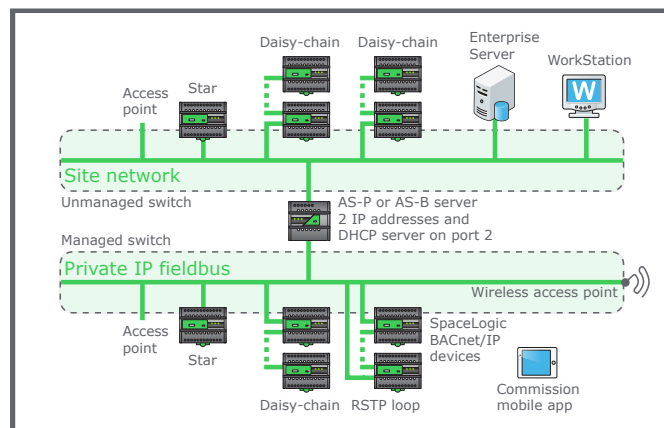 Daisy-chain
Daisy-chain
Enterprise
Server
WorkStation
W
Access
point
Star
Site network
Unmanaged switch
AS-P or AS-B server
2 IP addresses and
DHCP server on port 2
Managed switch
Private IP fieldbus
Wireless access point
Access
point
Star
Daisy-chain
RSTP loop
SpaceLogic
BACnet/IP
devices
Commission
mobile app